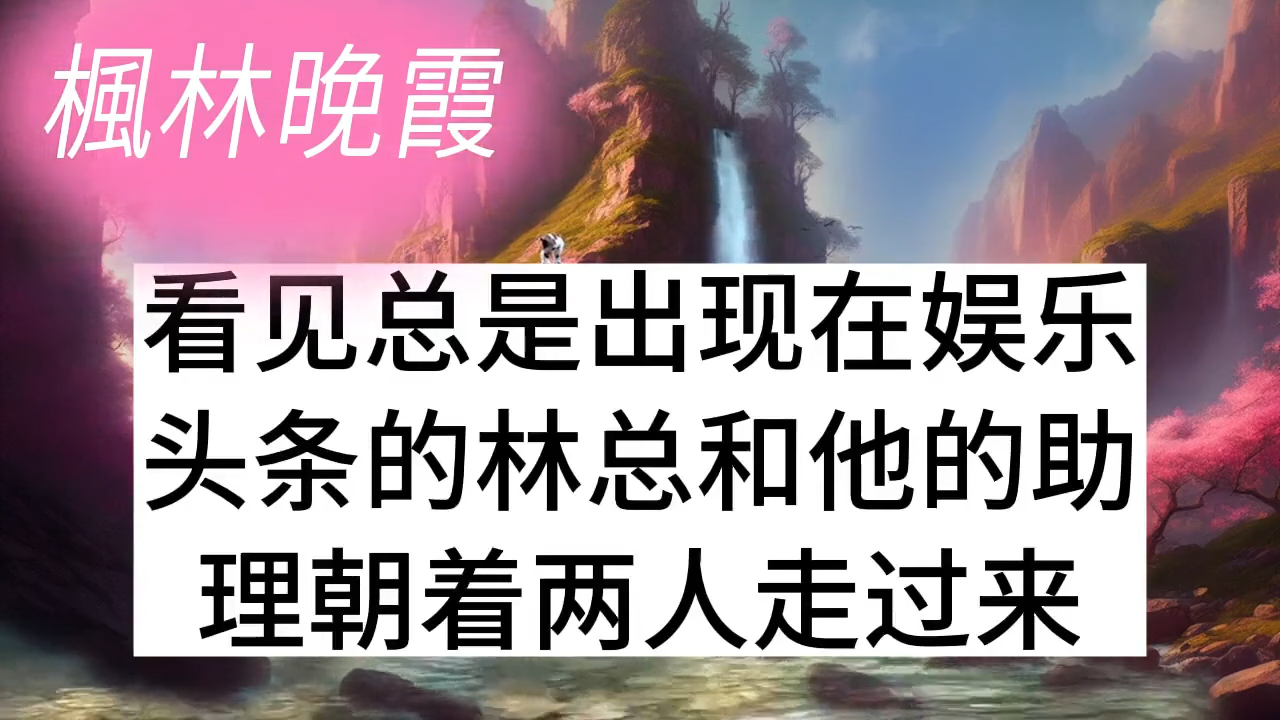 楓林晚霞
看见总是出现在娱乐
头条的林总和他的助
理朝着两人走过来